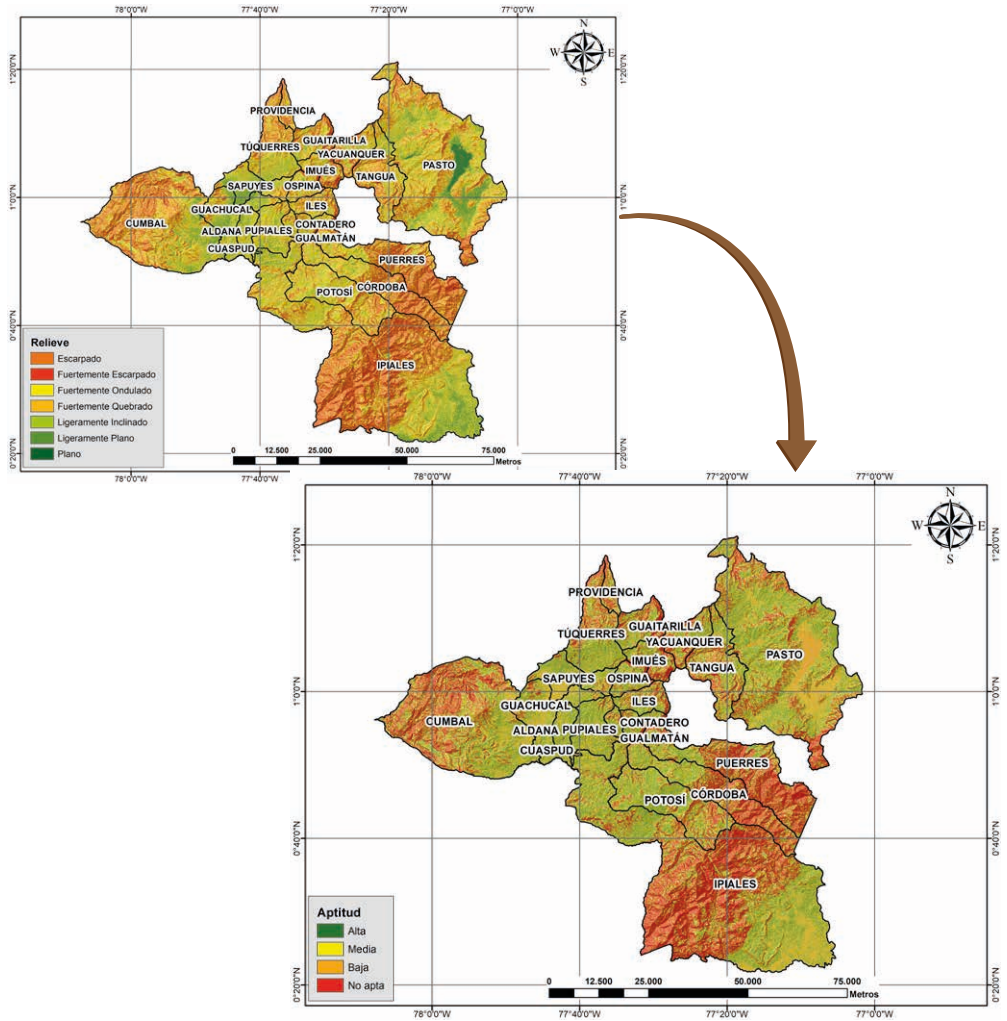 78°0'0"W 77°40'0"W 77°20'0"W 77°0'0"W
N
W E
S
1°20'0"N 1°20'0"N
PROVIDENCIA
GUAITARILLA
TÚQUERRES
YACUANQUER
IMUÉS
PASTO
TANGUA
SAPUYES OSPINA
1°0'0"N 1°0'0"N
GUACHUCAL ILES
CUMBAL
ALDANA PUPIALES CONTADERO
GUALMATÁN
CUASPUD
PUERRES
POTOSÍ CÓRDOBA
0°40'0"N 0°40'0"N
IPIALES
Relieve
Escarpado
Fuertemente Escarpado
Fuertemente Ondulado
Fuertemente Quebrado
Ligeramente Inclinado
Ligeramente Plano
Plano
0 12.500 25.000 50.000 75.000
Metros
0°20'0"N 0°20'0"N
78°0'0"W 77°40'0"W 77°20'0"W 77°0'0"W
78°0'0"W 77°40'0"W 77°20'0"W 77°0'0"W
N
W E
S
1°20'0"N 1°20'0"N
PROVIDENCIA
GUAITARILLA
TÚQUERRES
YACUANQUER
IMUÉS
PASTO
TANGUA
SAPUYES OSPINA
1°0'0"N 1°0'0"N
GUACHUCAL ILES
CUMBAL
ALDANA PUPIALES CONTADERO
GUALMATÁN
CUASPUD
PUERRES
POTOSÍ CÓRDOBA
0°40'0"N 0°40'0"N
IPIALES
Aptitud
Alta
Media
Baja
No apta
0 12.500 25.000 50.000 75.000
Metros
0°20'0"N 0°20'0"N
78°0'0"W 77°40'0"W 77°20'0"W 77°0'0"W